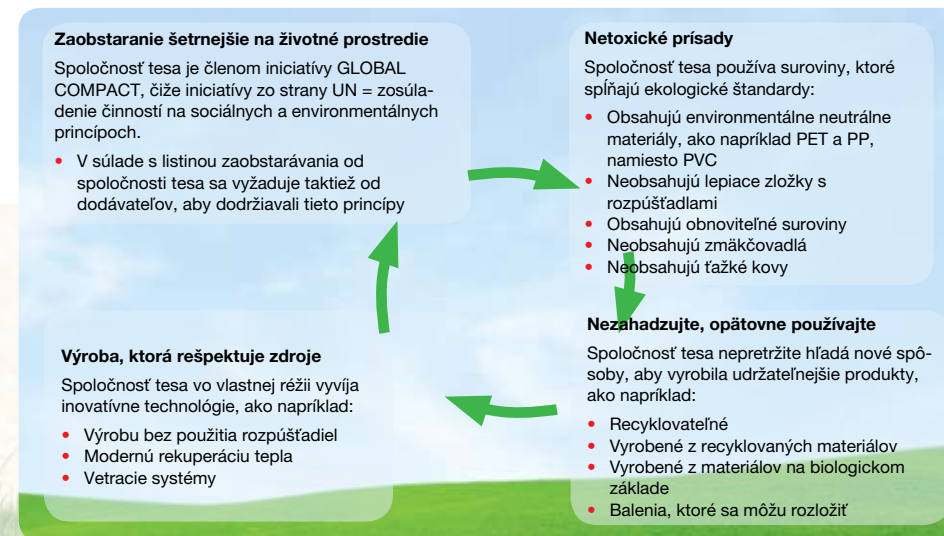 Zaobstaranie šetrnejšie na životné prostredie
Spoločnosť tesa je členom iniciatívy GLOBAL
COMPACT, čiže iniciatívy zo strany UN = zosúla-
denie činností na sociálnych a environmentálnych
princípoch.
• V súlade s listinou zaobstarávania od
spoločnosti tesa sa vyžaduje taktiež od
dodávateľov, aby dodržiavali tieto princípy
Netoxické prísady
Spoločnosť tesa používa suroviny, ktoré
spĺňajú ekologické štandardy:
• Obsahujú environmentálne neutrálne
materiály, ako napríklad PET a PP,
namiesto PVC
• Neobsahujú lepiace zložky s
rozpúšťadlami
• Obsahujú obnoviteľné suroviny
• Neobsahujú zmäkčovadlá
• Neobsahujú ťažké kovy
Nezahadzujte, opätovne používajte
Spoločnosť tesa nepretržite hľadá nové spô-
soby, aby vyrobila udržateľnejšie produkty,
ako napríklad:
• Recyklovateľné
• Vyrobené z recyklovaných materiálov
• Vyrobené z materiálov na biologickom
základe
• Balenia, ktoré sa môžu rozložiť
Výroba, ktorá rešpektuje zdroje
Spoločnosť tesa vo vlastnej réžii vyvíja
inovatívne technológie, ako napríklad:
• Výrobu bez použitia rozpúšťadiel
• Modernú rekuperáciu tepla
• Vetracie systémy